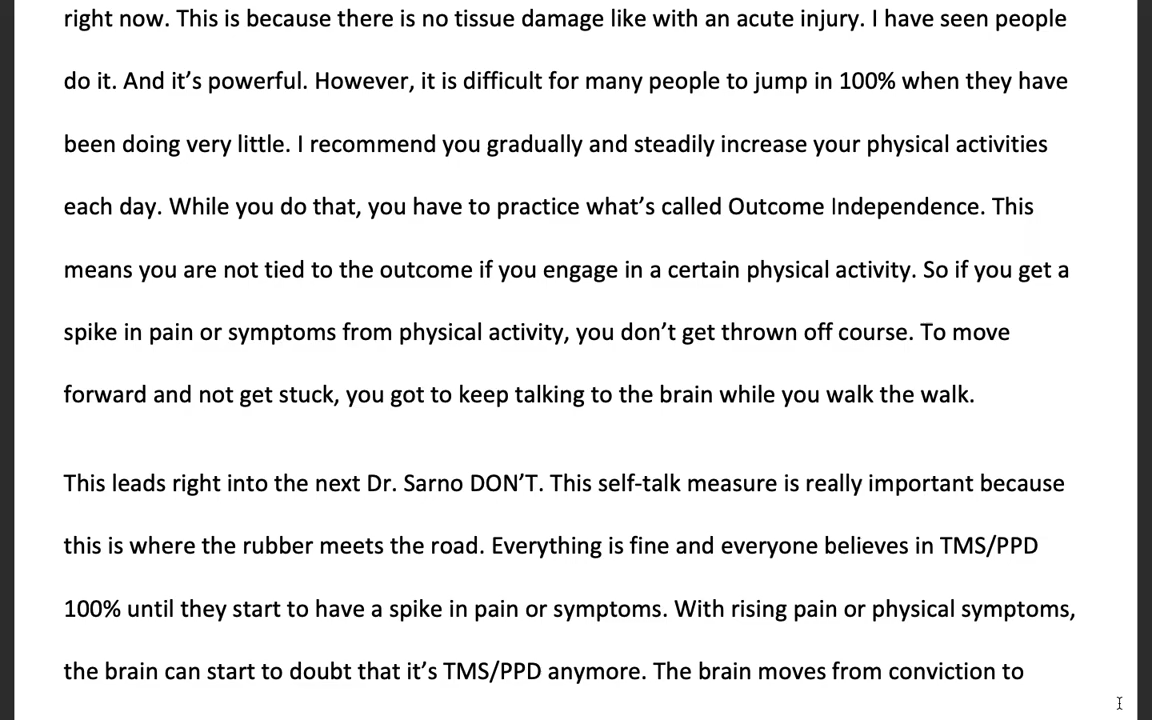 right now. This is because there is no tissue damage like with an acute injury. I have seen people
do it. And it’s powerful. However, it is difficult for many people to jump in 100% when they have
been doing very little. I recommend you gradually and steadily increase your physical activities
each day. While you do that, you have to practice what’s called Outcome Independence. This
means you are not tied to the outcome if you engage in a certain physical activity. So if you get a
spike in pain or symptoms from physical activity, you don’t get thrown off course. To move
forward and not get stuck, you got to keep talking to the brain while you walk the walk.
This leads right into the next Dr. Sarno DON’T. This self-talk measure is really important because
this is where the rubber meets the road. Everything is fine and everyone believes in TMS/PPD
100% until they start to have a spike in pain or symptoms. With rising pain or physical symptoms,
the brain can start to doubt that it’s TMS/PPD anymore. The brain moves from conviction to